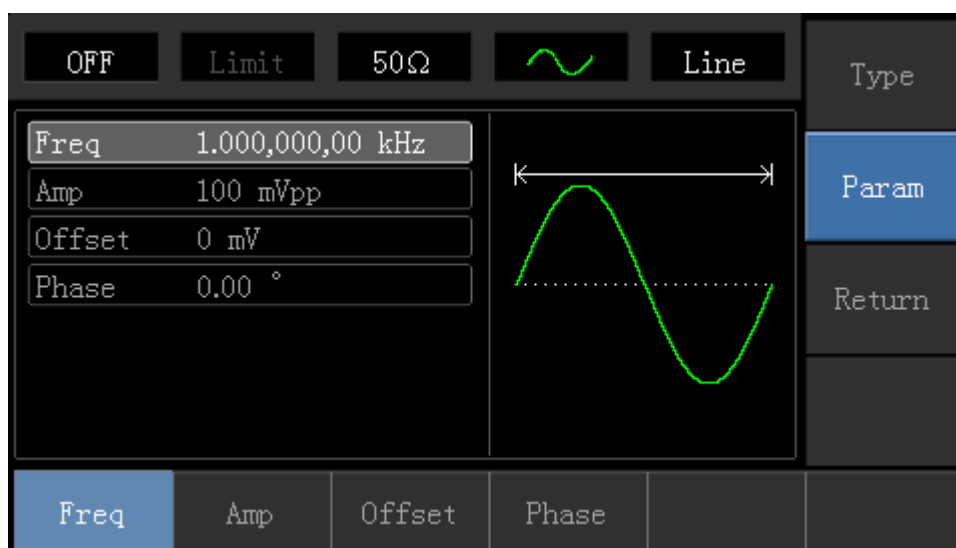 OFF Limit 50Ω Line
Type
Freq 1.000,000,00 kHz
Amp 100 mVpp
Param
Offset 0 mV
Phase 0.00 °
Return
Freq Amp Offset Phase